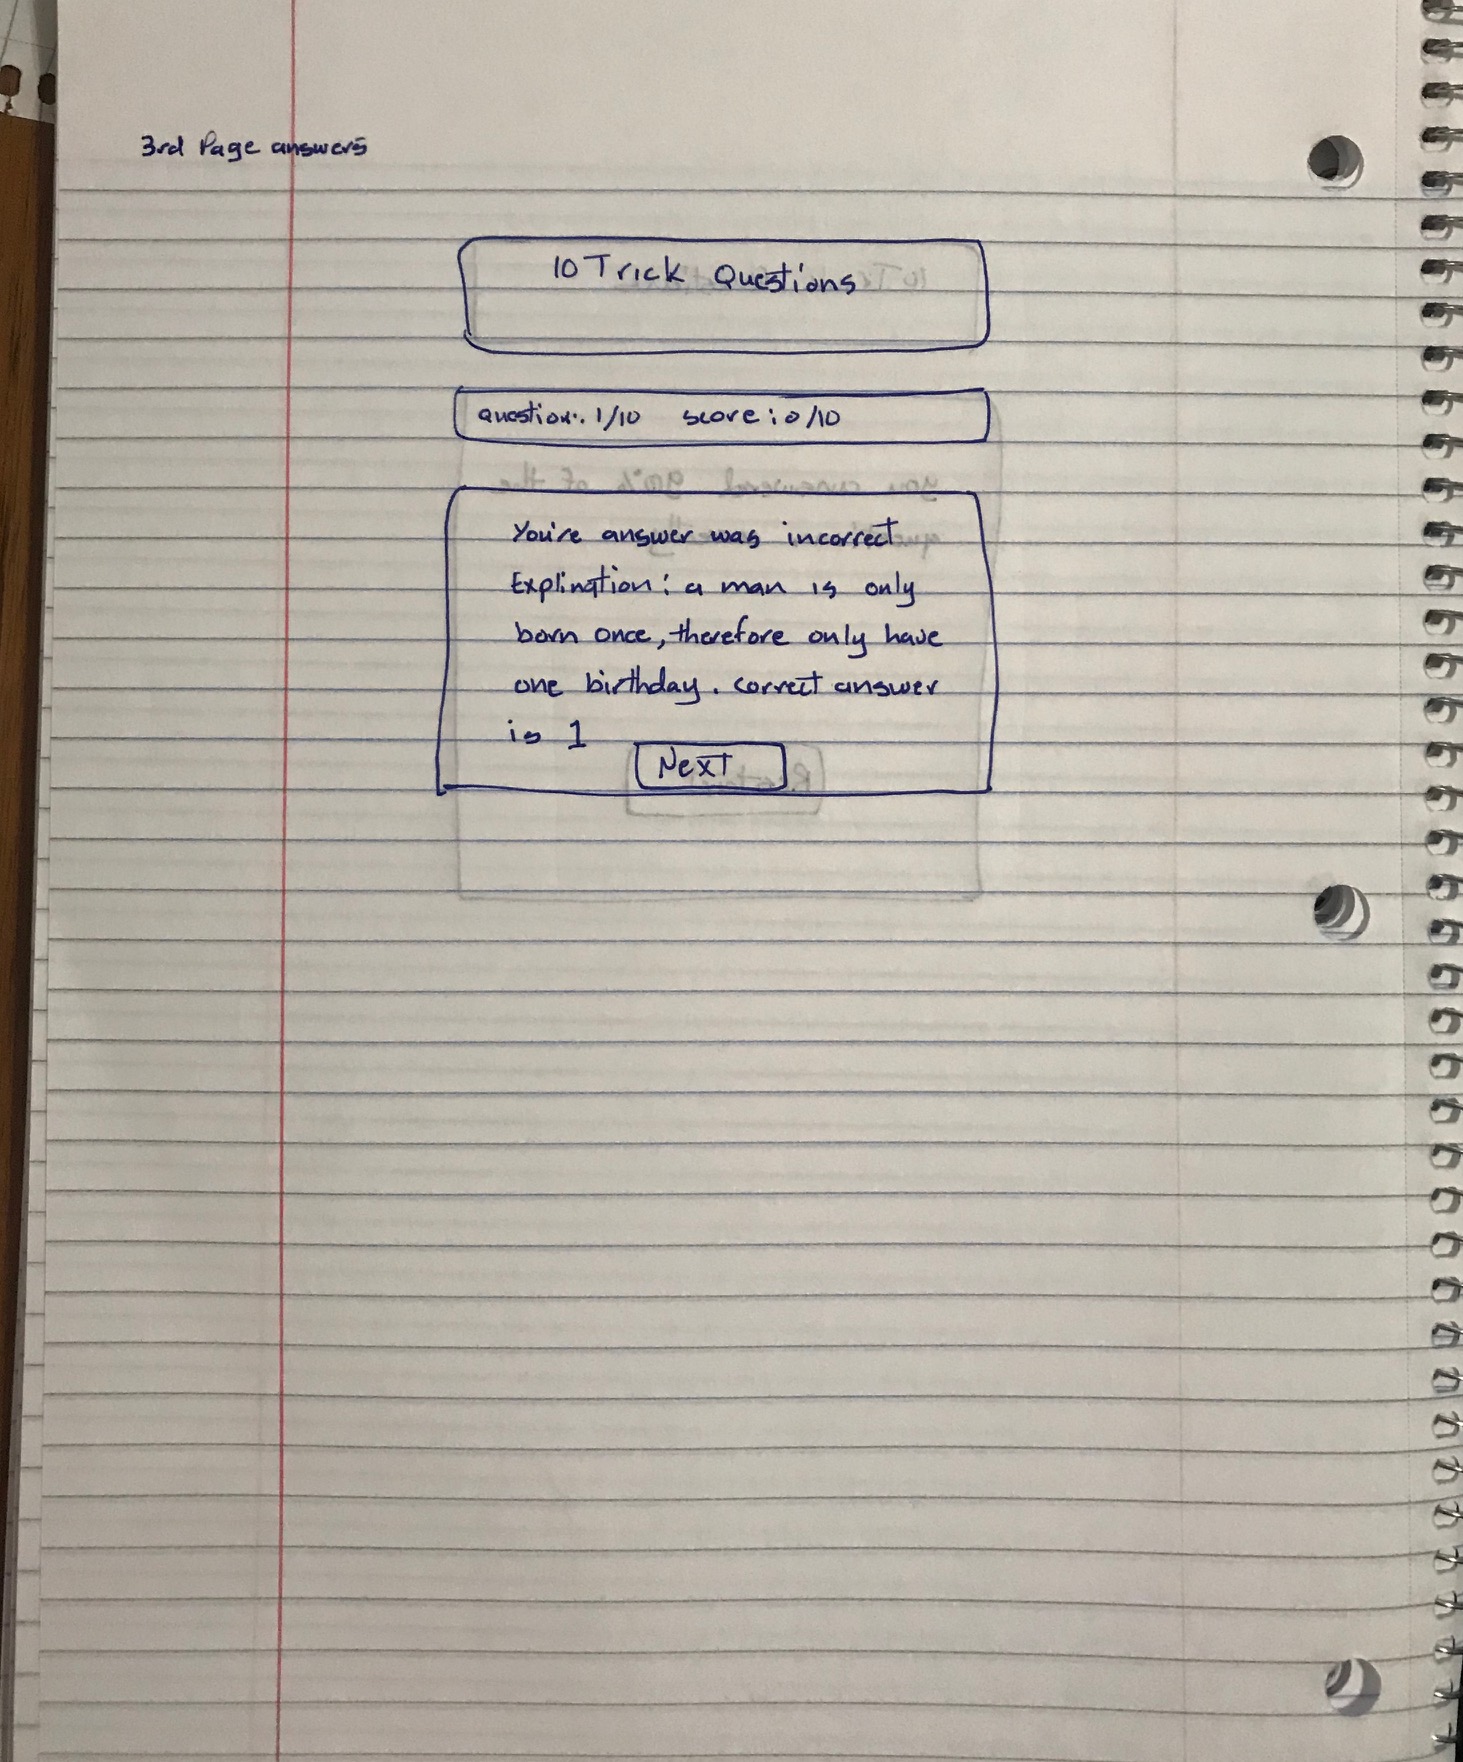 3rd Page answers
10 Trick Questions
question: 1/10 score: 0/10
You're answer was incorrect
Explination: a man is only
born once, therefore only have
one birthday. correct answer
is 1
Next